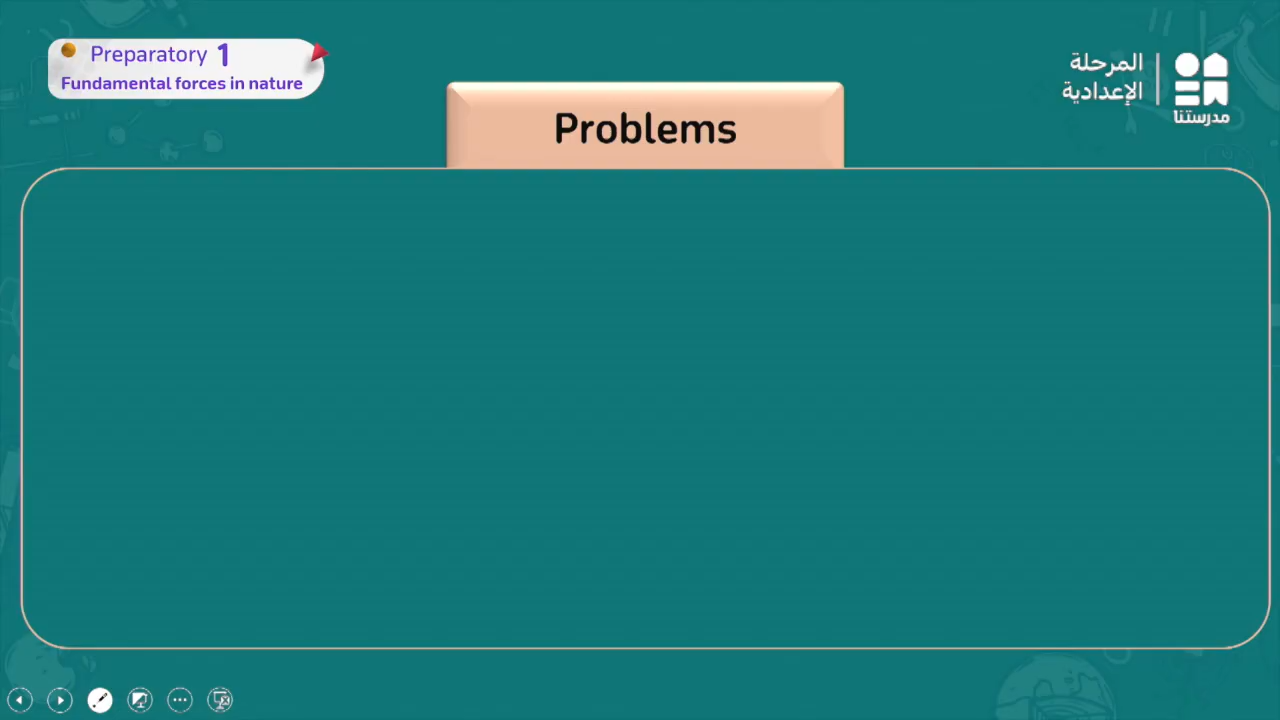 Preparatory 1
Fundamental forces in nature
Problems
المرحلة
الإعدادية
مدرستنا